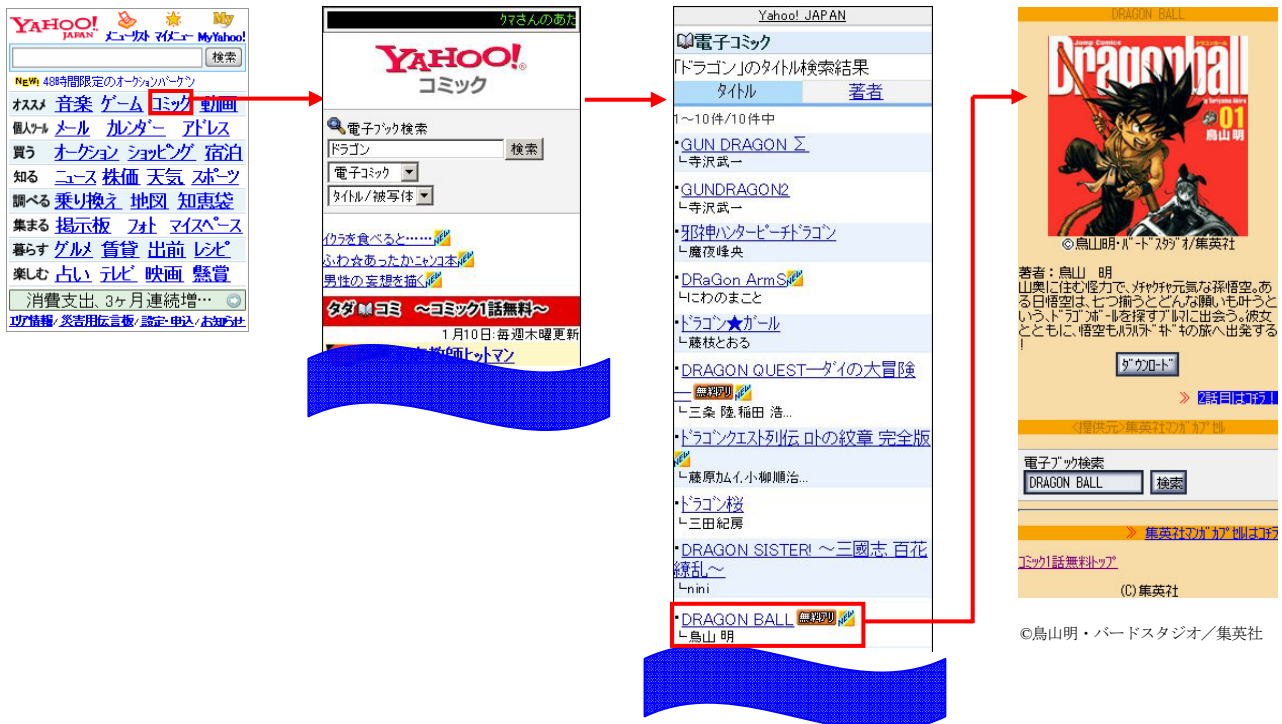 YAHOO! JAPAN
メニューリスト マイメニュー My Yahoo!
検索
NEW! 48時間限定のオークションバーゲン
オススメ 音楽 ゲーム コミック 動画
個人ツール メール カレンダー アドレス
買う オークション ショッピング 宿泊
知る ニュース 株価 天気 スポーツ
調べる 乗り換え 地図 知恵袋
集まる 掲示板 フォト マイスペース
暮らす グルメ 賃貸 出前 レシピ
楽しむ 占い テレビ 映画 懸賞
消費支出、3ヶ月連続増…
エリア情報/災害用伝言板/設定・申込/お知らせ
クマさんのあた
YAHOO!
コミック
電子ブック検索
ドラゴン 検索
電子コミック
タイトル/被写体
イクラを食べると……NEW
ふわ☆あったかニャンコ本NEW
男性の妄想を描くNEW
タダ コミ ～コミック1話無料～
1月10日:毎週木曜更新
教師ヒットマン
Yahoo! JAPAN
電子コミック
「ドラゴン」のタイトル検索結果
タイトル 著者
1～10件/10件中
・GUN DRAGON Σ
└寺沢武一
・GUNDRAGON2
└寺沢武一
・邪神ハンターピーチドラゴン
└魔夜峰央
・DRaGon ArmS NEW
└にわのまこと
・ドラゴン★ガール
└藤枝とおる
・DRAGON QUEST―ダイの大冒険
― 無料アリ NEW
└三条 陸,稲田 浩...
・ドラゴンクエスト列伝 ロトの紋章 完全版
NEW
└藤原カムイ,小柳順治...
・ドラゴン桜
└三田紀房
・DRAGON SISTER! ～三國志 百花
繚乱～
└nini
・DRAGON BALL 無料アリ NEW
└鳥山 明
DRAGON BALL
Jump Comics
Dragonball
by Toriyama Akira
01
鳥山明
©鳥山明・バードスタジオ/集英社
著者：鳥山 明
山奥に住む怪力で、メチャクチャ元気な孫悟空。あ
る日悟空は、七つ揃うとどんな願いも叶うと
いう、ドラゴンボールを探すブルマに出会う。彼女
とともに、悟空もハラハラドキドキの旅へ出発する
！
ダウンロード
≫ 2話目はコチラ！
<提供元>集英社マンガカプセル
電子ブック検索
DRAGON BALL 検索
≫ 集英社マンガカプセルはコチラ
コミック1話無料トップ
(C)集英社
©鳥山明・バードスタジオ／集英社